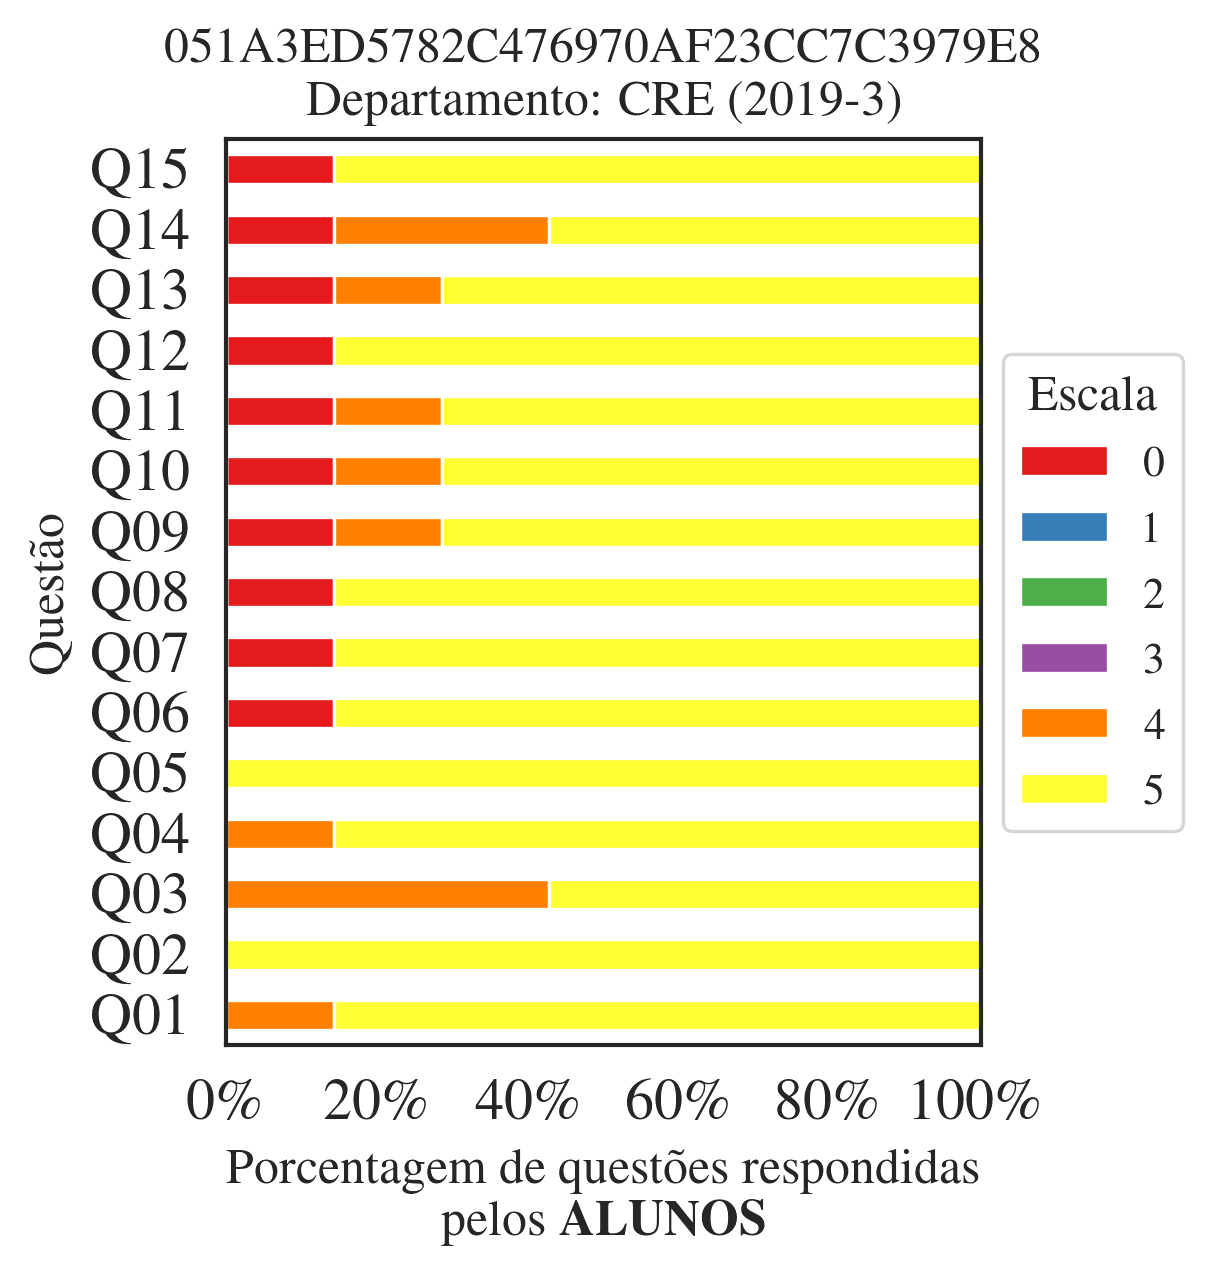 051A3ED5782C476970AF23CC7C3979E8
Departamento: CRE (2019-3)
Questão
Q15
Q14
Q13
Q12
Q11
Q10
Q09
Q08
Q07
Q06
Q05
Q04
Q03
Q02
Q01
0% 20% 40% 60% 80% 100%
Porcentagem de questões respondidas
pelos ALUNOS
Escala
0
1
2
3
4
5